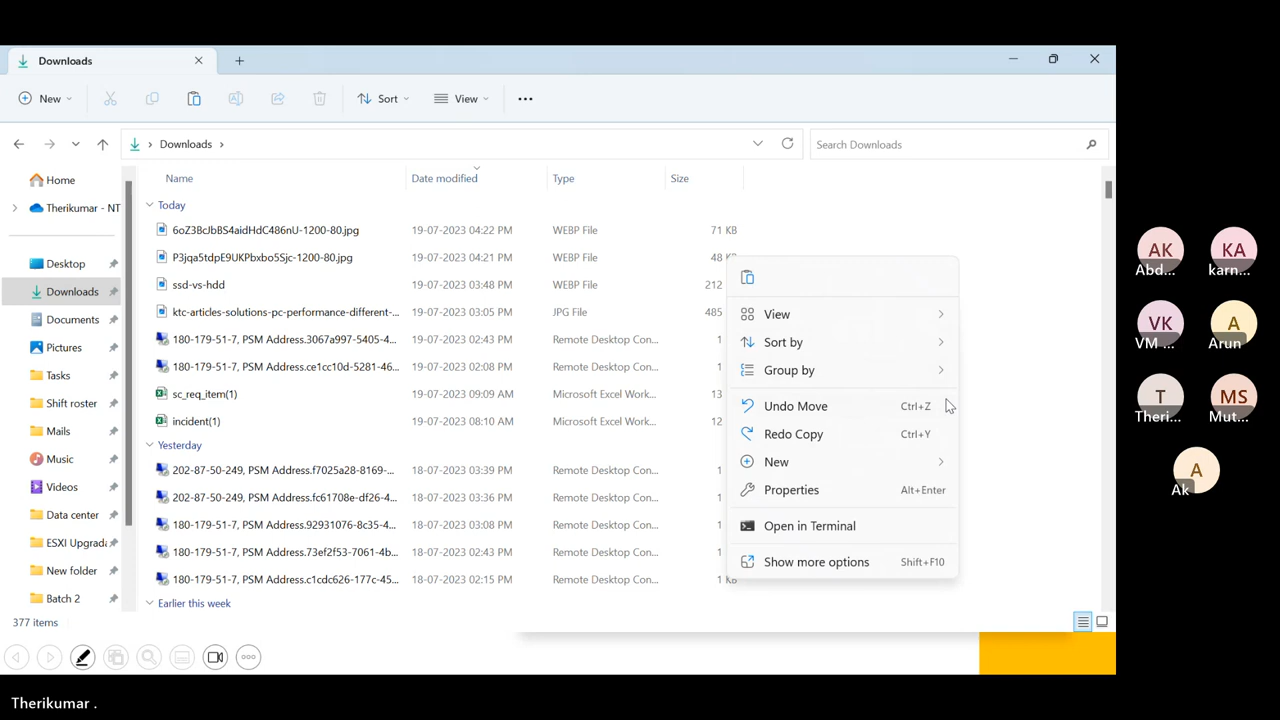 Downloads
New
Sort
View
Downloads
Search Downloads
Home
Therikumar - NT
Desktop
Downloads
Documents
Pictures
Tasks
Shift roster
Mails
Music
Videos
Data center
ESXI Upgrada
New folder
Batch 2
Name Date modified Type Size
Today
6oZ3BcJbBS4aidHdC486nU-1200-80.jpg 19-07-2023 04:22 PM WEBP File 71 KB
P3jqa5tdpE9UKPbxbo5Sjc-1200-80.jpg 19-07-2023 04:21 PM WEBP File 48 KB
ssd-vs-hdd 19-07-2023 03:48 PM WEBP File 212
ktc-articles-solutions-pc-performance-different-... 19-07-2023 03:05 PM JPG File 485
180-179-51-7, PSM Address.3067a997-5405-4... 19-07-2023 02:43 PM Remote Desktop Con... 1
180-179-51-7, PSM Address.ce1cc10d-5281-46... 19-07-2023 02:08 PM Remote Desktop Con... 1
sc_req_item(1) 19-07-2023 09:09 AM Microsoft Excel Work... 13
incident(1) 19-07-2023 08:10 AM Microsoft Excel Work... 12
Yesterday
202-87-50-249, PSM Address.f7025a28-8169-... 18-07-2023 03:39 PM Remote Desktop Con... 1
202-87-50-249, PSM Address.fc61708e-df26-4... 18-07-2023 03:36 PM Remote Desktop Con... 1
180-179-51-7, PSM Address.92931076-8c35-4... 18-07-2023 03:08 PM Remote Desktop Con... 1
180-179-51-7, PSM Address.73ef2f53-7061-4b... 18-07-2023 02:43 PM Remote Desktop Con... 1
180-179-51-7, PSM Address.c1cdc626-177c-45... 18-07-2023 02:15 PM Remote Desktop Con... 1 KB
Earlier this week
View
Sort by
Group by
Undo Move Ctrl+Z
Redo Copy Ctrl+Y
New
Properties Alt+Enter
Open in Terminal
Show more options Shift+F10
377 items
AK KA
Abd... karn...
VK A
VM ... Arun
T MS
Theri... Mut...
A
Ak
Therikumar .